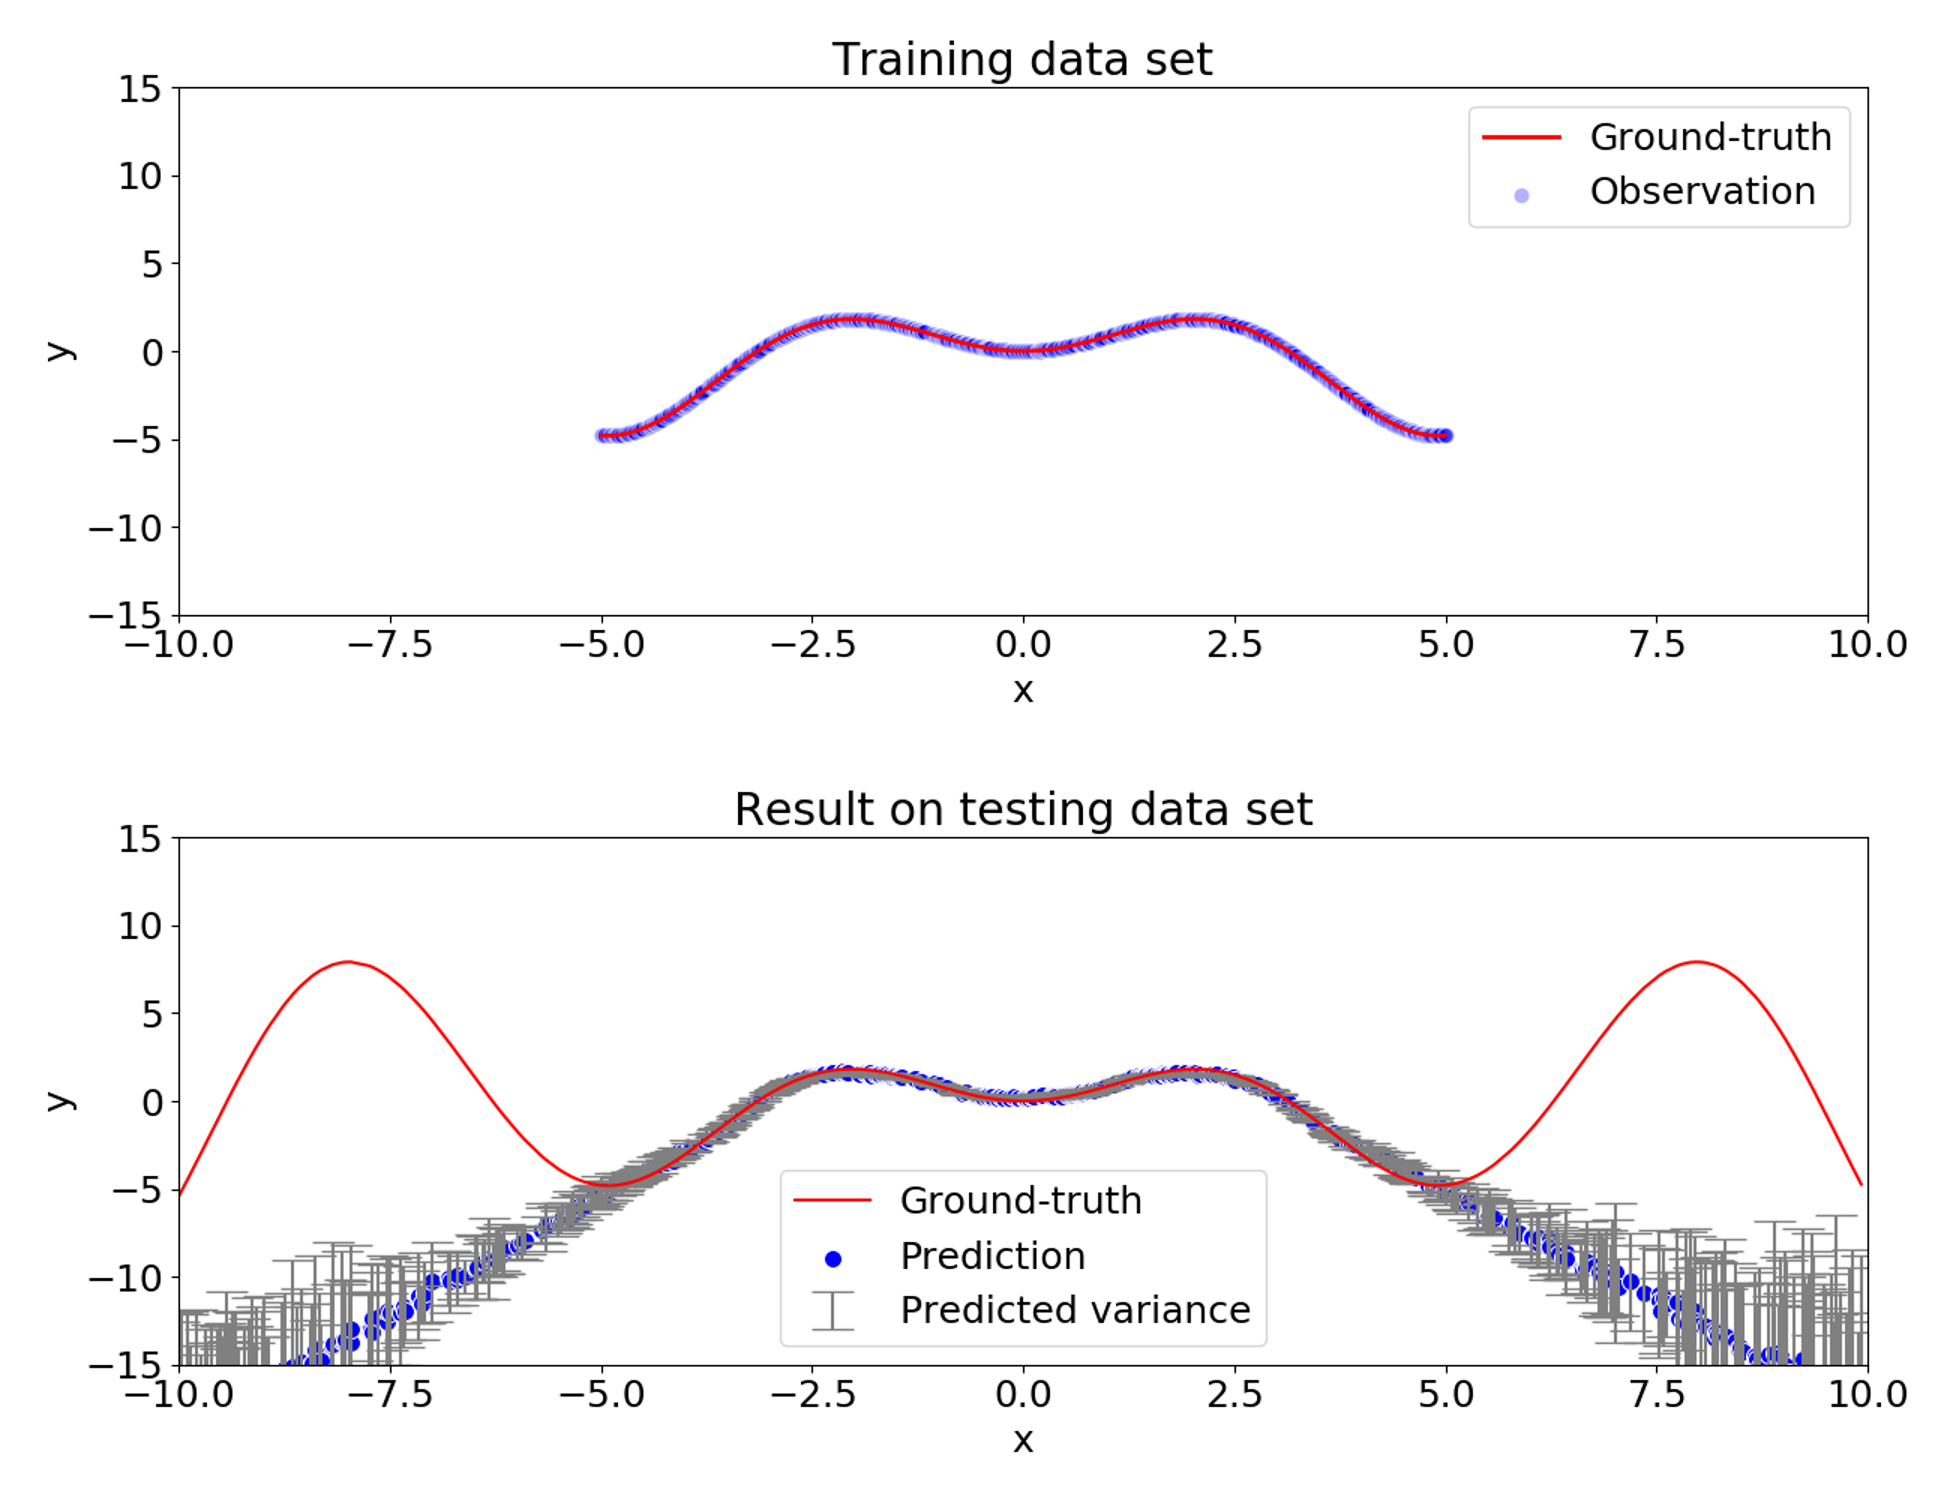 Training data set
15
10
5
0
−5
−10
−15
y
Ground-truth
Observation
−10.0 −7.5 −5.0 −2.5 0.0 2.5 5.0 7.5 10.0
x
Result on testing data set
15
10
5
0
−5
−10
−15
y
Ground-truth
Prediction
Predicted variance
−10.0 −7.5 −5.0 −2.5 0.0 2.5 5.0 7.5 10.0
x